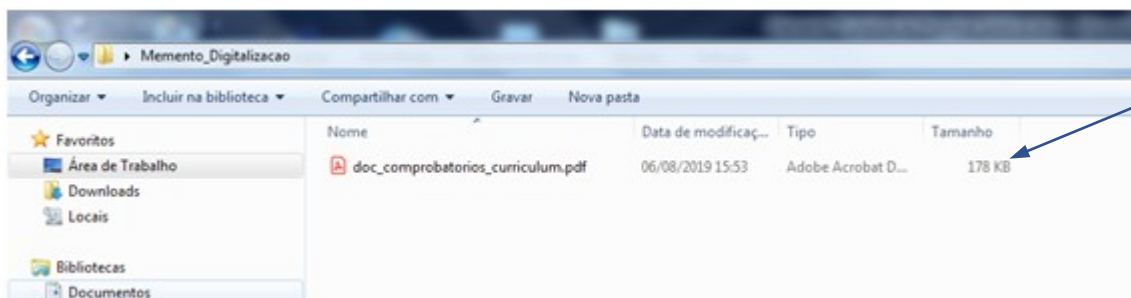 Memento_Digitalizacao
Organizar Incluir na biblioteca Compartilhar com Gravar Nova pasta
Favoritos
Área de Trabalho
Downloads
Locais
Bibliotecas
Documentos
Nome Data de modificaç... Tipo Tamanho
doc_comprobatorios_curriculum.pdf 06/08/2019 15:53 Adobe Acrobat D... 178 KB